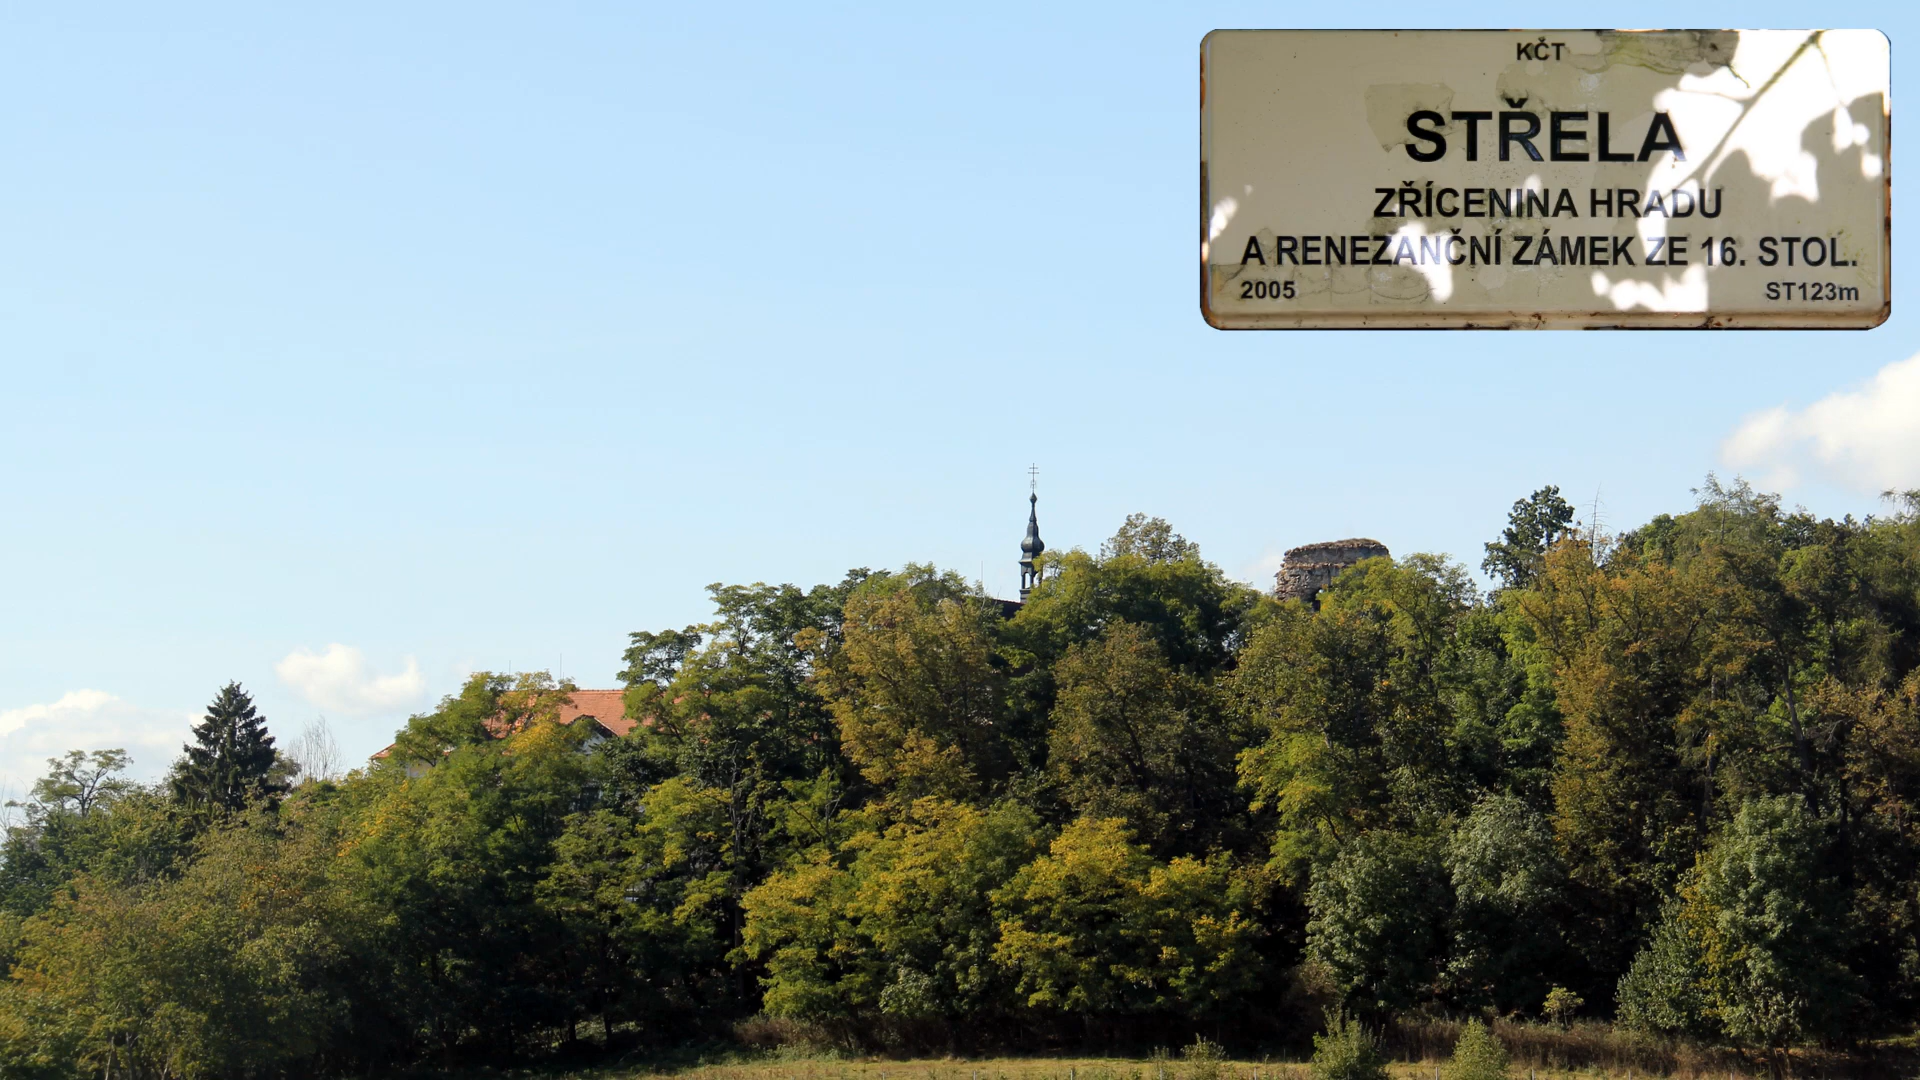 KČT
STŘELA
ZŘÍCENINA HRADU
A RENEZANČNÍ ZÁMEK ZE 16. STOL.
2005 ST123m